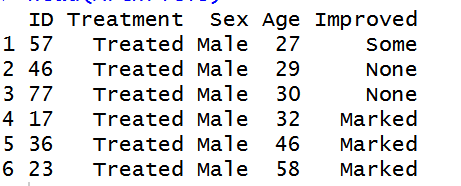 ID Treatment Sex Age Improved
1 57 Treated Male 27 Some
2 46 Treated Male 29 None
3 77 Treated Male 30 None
4 17 Treated Male 32 Marked
5 36 Treated Male 46 Marked
6 23 Treated Male 58 Marked